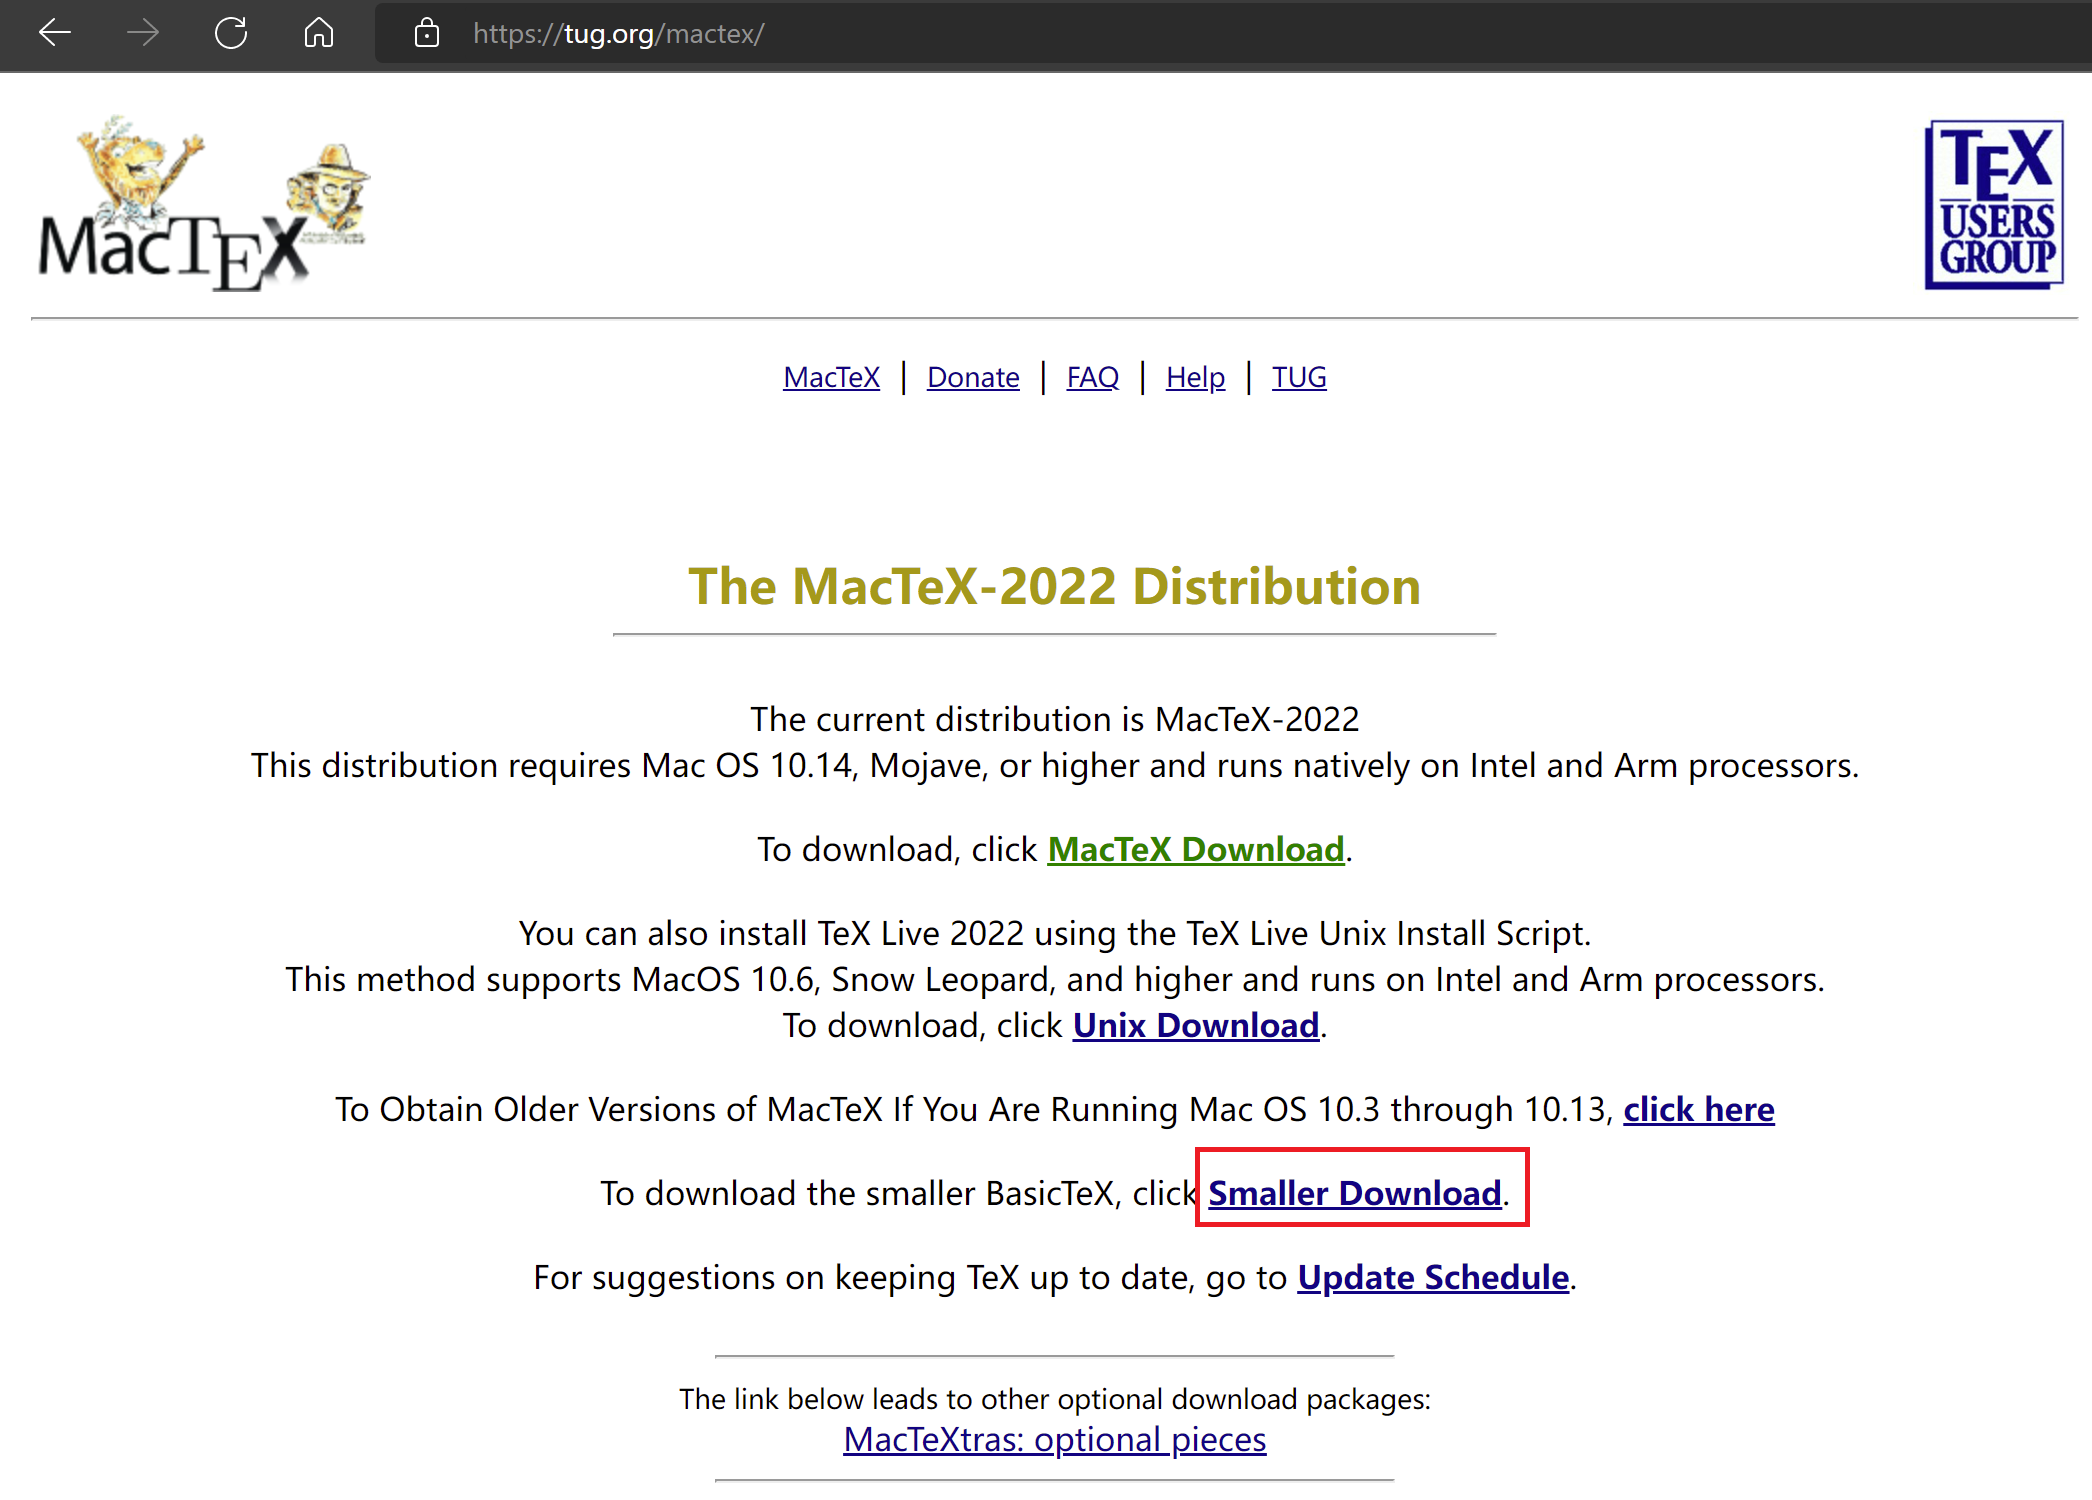 https://tug.org/mactex/
MacTEX
TEX
USERS
GROUP
MacTeX | Donate | FAQ | Help | TUG
The MacTeX-2022 Distribution
The current distribution is MacTeX-2022
This distribution requires Mac OS 10.14, Mojave, or higher and runs natively on Intel and Arm processors.
To download, click MacTeX Download.
You can also install TeX Live 2022 using the TeX Live Unix Install Script.
This method supports MacOS 10.6, Snow Leopard, and higher and runs on Intel and Arm processors.
To download, click Unix Download.
To Obtain Older Versions of MacTeX If You Are Running Mac OS 10.3 through 10.13, click here
To download the smaller BasicTeX, click Smaller Download.
For suggestions on keeping TeX up to date, go to Update Schedule.
The link below leads to other optional download packages:
MacTeXtras: optional pieces